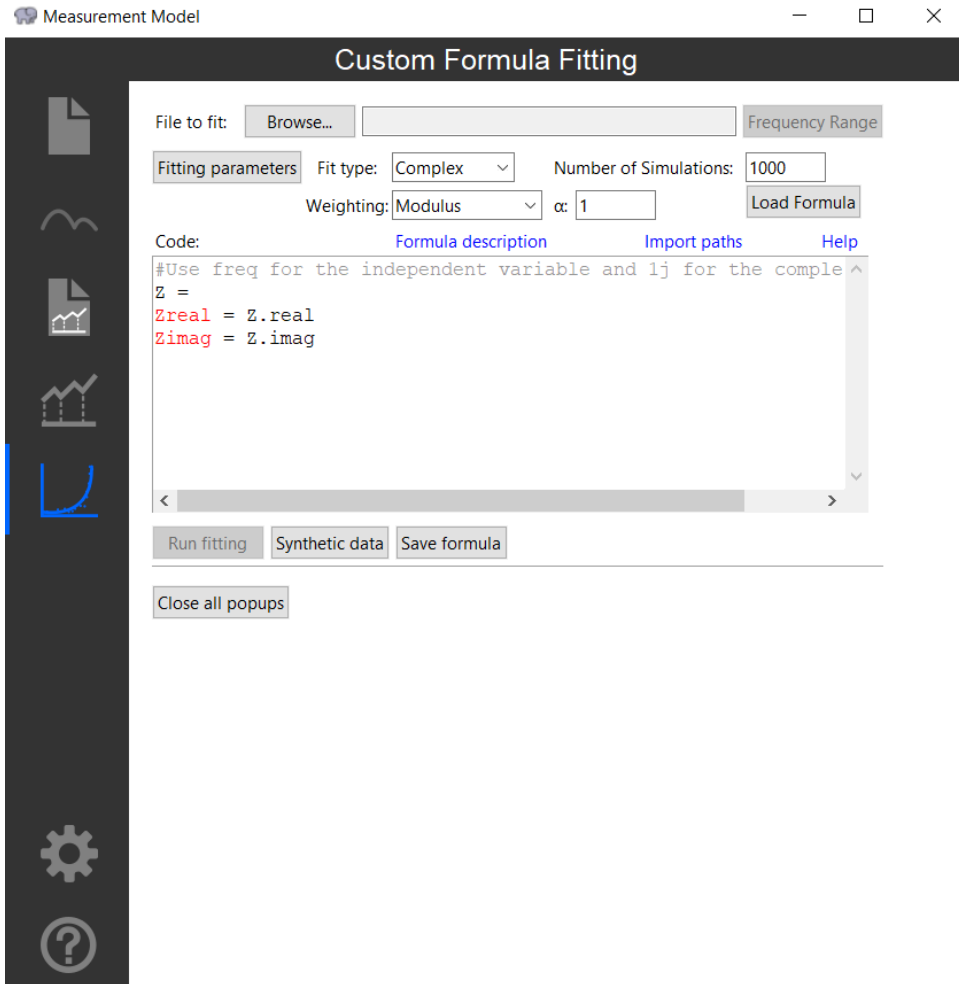 Measurement Model
Custom Formula Fitting
File to fit: Browse... Frequency Range
Fitting parameters Fit type: Complex Number of Simulations: 1000
Weighting: Modulus α: 1 Load Formula
Code: Formula description Import paths Help
#Use freq for the independent variable and 1j for the comple
Z =
Zreal = Z.real
Zimag = Z.imag
Run fitting Synthetic data Save formula
Close all popups